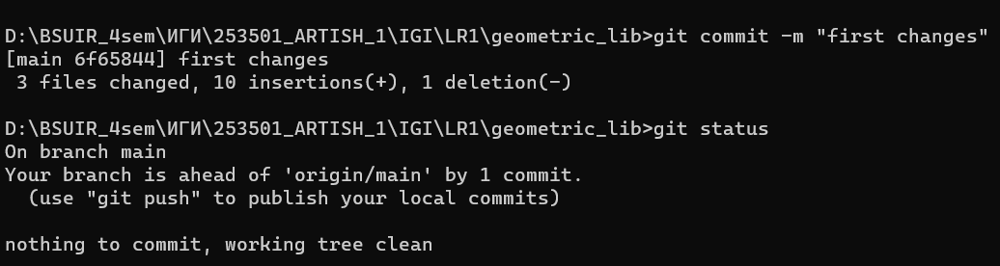 D:\BSUIR_4sem\ИГИ\253501_ARTISH_1\IGI\LR1\geometric_lib>git commit -m "first changes"
[main 6f65844] first changes
 3 files changed, 10 insertions(+), 1 deletion(-)
D:\BSUIR_4sem\ИГИ\253501_ARTISH_1\IGI\LR1\geometric_lib>git status
On branch main
Your branch is ahead of 'origin/main' by 1 commit.
  (use "git push" to publish your local commits)
nothing to commit, working tree clean